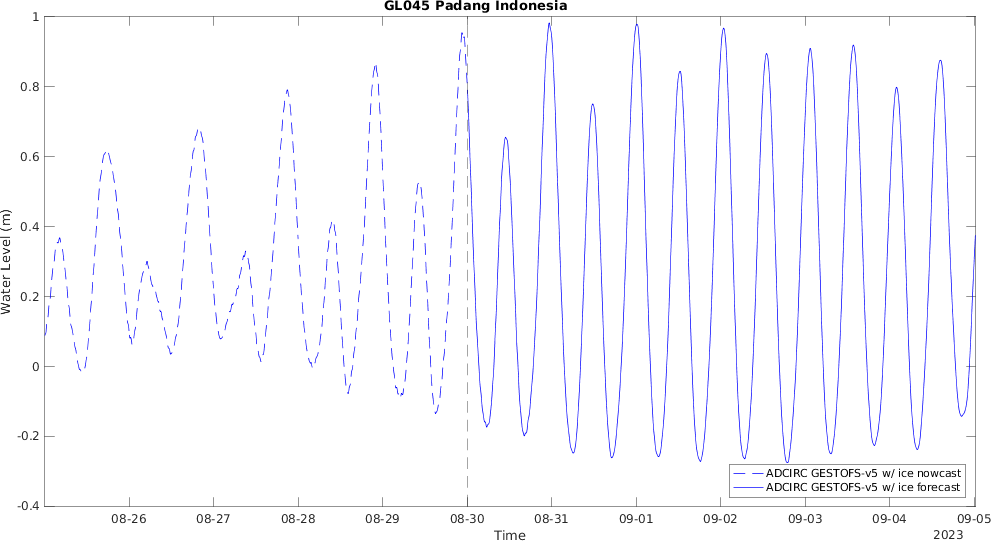 GL045 Padang Indonesia
Water Level (m)
1
0.8
0.6
0.4
0.2
0
-0.2
-0.4
ADCIRC GESTOFS-v5 w/ ice nowcast
ADCIRC GESTOFS-v5 w/ ice forecast
08-26 08-27 08-28 08-29 08-30 08-31 09-01 09-02 09-03 09-04 09-05
Time
2023